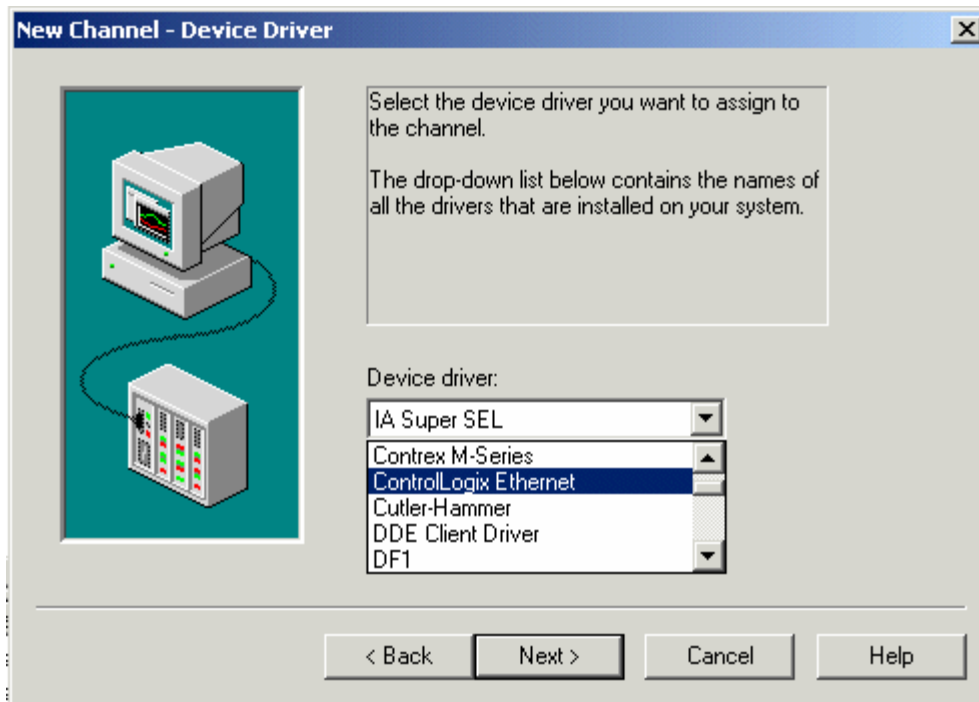 New Channel - Device Driver
Select the device driver you want to assign to
the channel.
The drop-down list below contains the names of
all the drivers that are installed on your system.
Device driver:
IA Super SEL
Contrex M-Series
ControlLogix Ethernet
Cutler-Hammer
DDE Client Driver
DF1
< Back
Next >
Cancel
Help